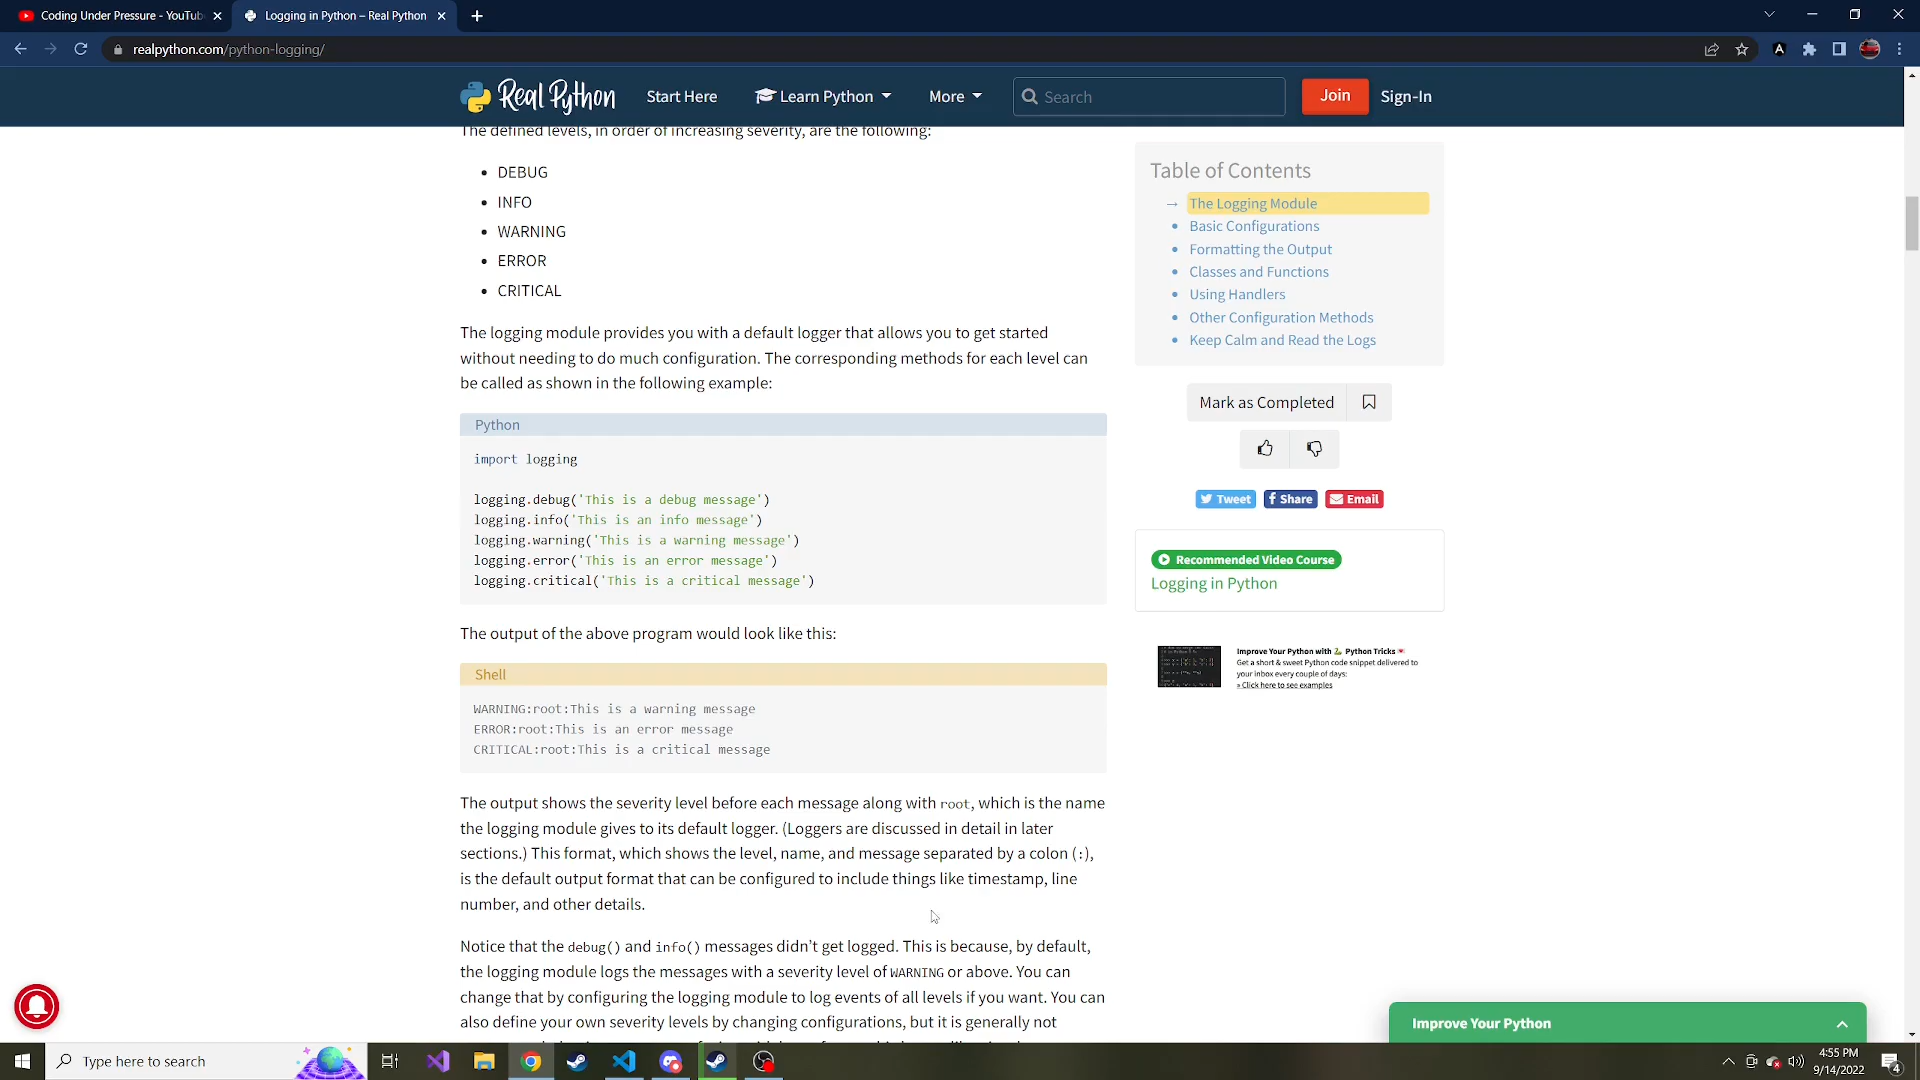 Coding Under Pressure - YouTub
Logging in Python – Real Python
realpython.com/python-logging/
Real Python
Start Here
Learn Python
More
Search
Join
Sign-In
The defined levels, in order of increasing severity, are the following:
DEBUG
INFO
WARNING
ERROR
CRITICAL
The logging module provides you with a default logger that allows you to get started
without needing to do much configuration. The corresponding methods for each level can
be called as shown in the following example:
Python
import logging
logging.debug('This is a debug message')
logging.info('This is an info message')
logging.warning('This is a warning message')
logging.error('This is an error message')
logging.critical('This is a critical message')
The output of the above program would look like this:
Shell
WARNING:root:This is a warning message
ERROR:root:This is an error message
CRITICAL:root:This is a critical message
The output shows the severity level before each message along with root, which is the name
the logging module gives to its default logger. (Loggers are discussed in detail in later
sections.) This format, which shows the level, name, and message separated by a colon (:),
is the default output format that can be configured to include things like timestamp, line
number, and other details.
Notice that the debug() and info() messages didn’t get logged. This is because, by default,
the logging module logs the messages with a severity level of WARNING or above. You can
change that by configuring the logging module to log events of all levels if you want. You can
also define your own severity levels by changing configurations, but it is generally not
Table of Contents
→ The Logging Module
Basic Configurations
Formatting the Output
Classes and Functions
Using Handlers
Other Configuration Methods
Keep Calm and Read the Logs
Mark as Completed
Tweet
Share
Email
Recommended Video Course
Logging in Python
Improve Your Python with Python Tricks
Get a short & sweet Python code snippet delivered to
your inbox every couple of days:
» Click here to see examples
Improve Your Python
Type here to search
4:55 PM
9/14/2022
4